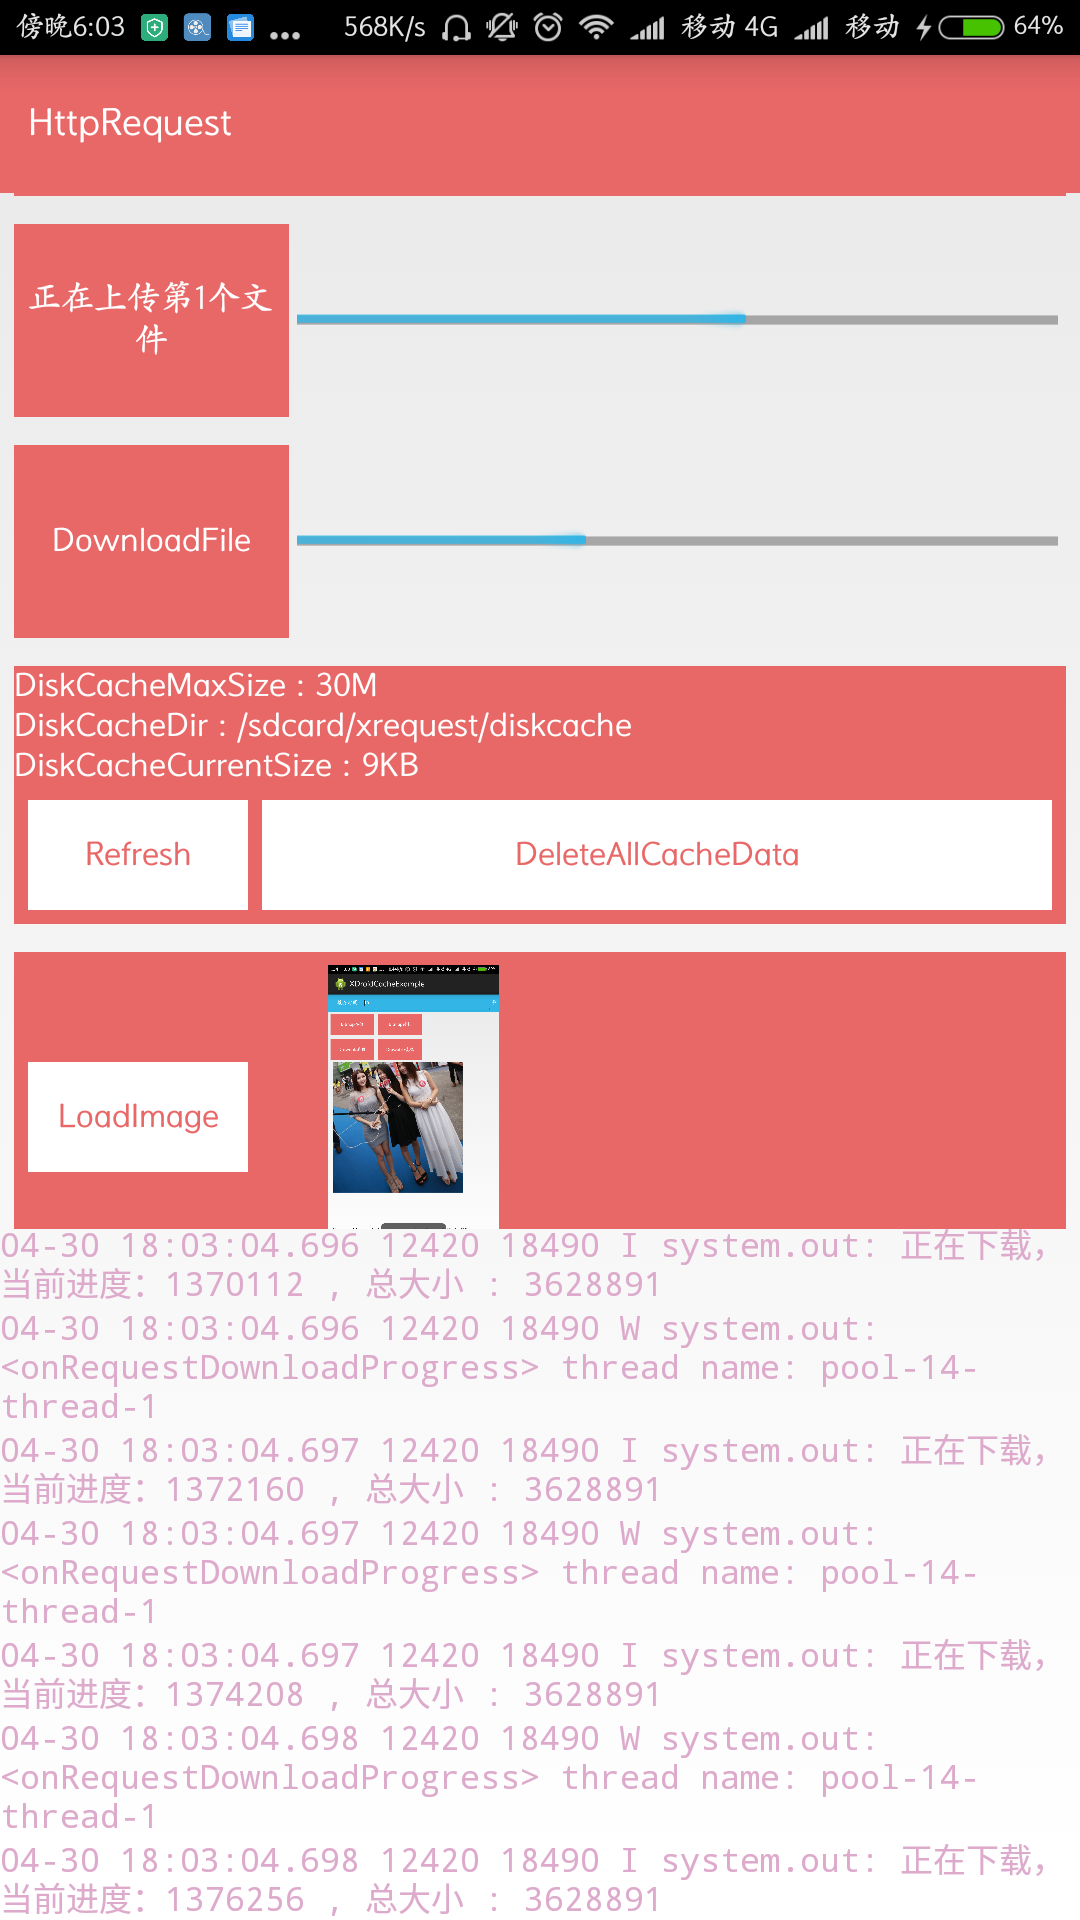 傍晚6:03 ... 568K/s 移动 4G 移动 64%
HttpRequest
正在上传第1个文
件
DownloadFile
DiskCacheMaxSize : 30M
DiskCacheDir : /sdcard/xrequest/diskcache
DiskCacheCurrentSize : 9KB
Refresh
DeleteAllCacheData
XDroidCacheExample
LoadImage
04-30 18:03:04.696 12420 18490 I system.out: 正在下载，
当前进度：1370112 , 总大小 : 3628891
04-30 18:03:04.696 12420 18490 W system.out:
<onRequestDownloadProgress> thread name: pool-14-
thread-1
04-30 18:03:04.697 12420 18490 I system.out: 正在下载，
当前进度：1372160 , 总大小 : 3628891
04-30 18:03:04.697 12420 18490 W system.out:
<onRequestDownloadProgress> thread name: pool-14-
thread-1
04-30 18:03:04.697 12420 18490 I system.out: 正在下载，
当前进度：1374208 , 总大小 : 3628891
04-30 18:03:04.698 12420 18490 W system.out:
<onRequestDownloadProgress> thread name: pool-14-
thread-1
04-30 18:03:04.698 12420 18490 I system.out: 正在下载，
当前进度：1376256 , 总大小 : 3628891